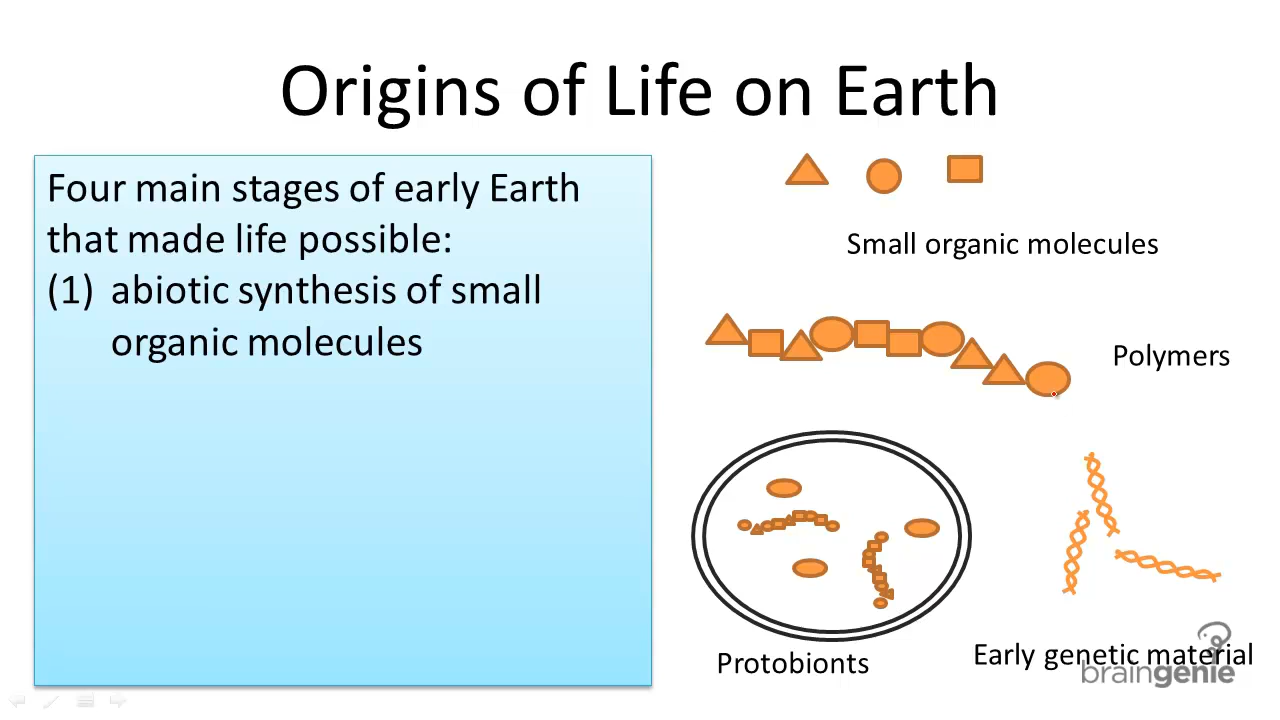 Origins of Life on Earth
Four main stages of early Earth
that made life possible:
(1) abiotic synthesis of small
organic molecules
Small organic molecules
Polymers
Protobionts
Early genetic material
braingenie